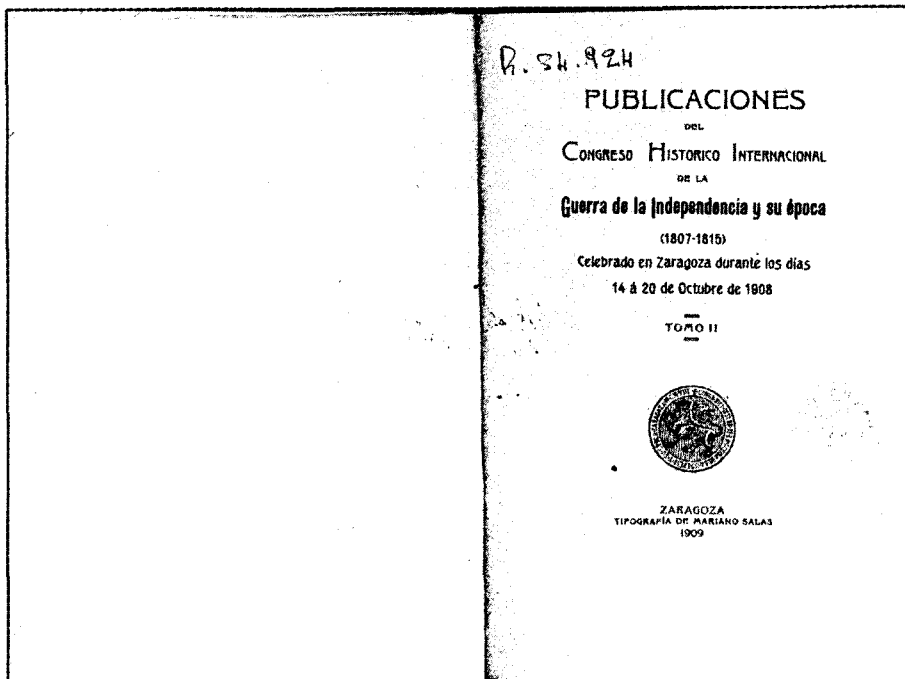 R. 54.924
PUBLICACIONES
DEL
CONGRESO HISTORICO INTERNACIONAL
DE LA
Guerra de la Independencia y su época
(1807-1815)
Celebrado en Zaragoza durante los días
14 á 20 de Octubre de 1908
TOMO II
ZARAGOZA
TIPOGRAFÍA DE MARIANO SALAS
1909